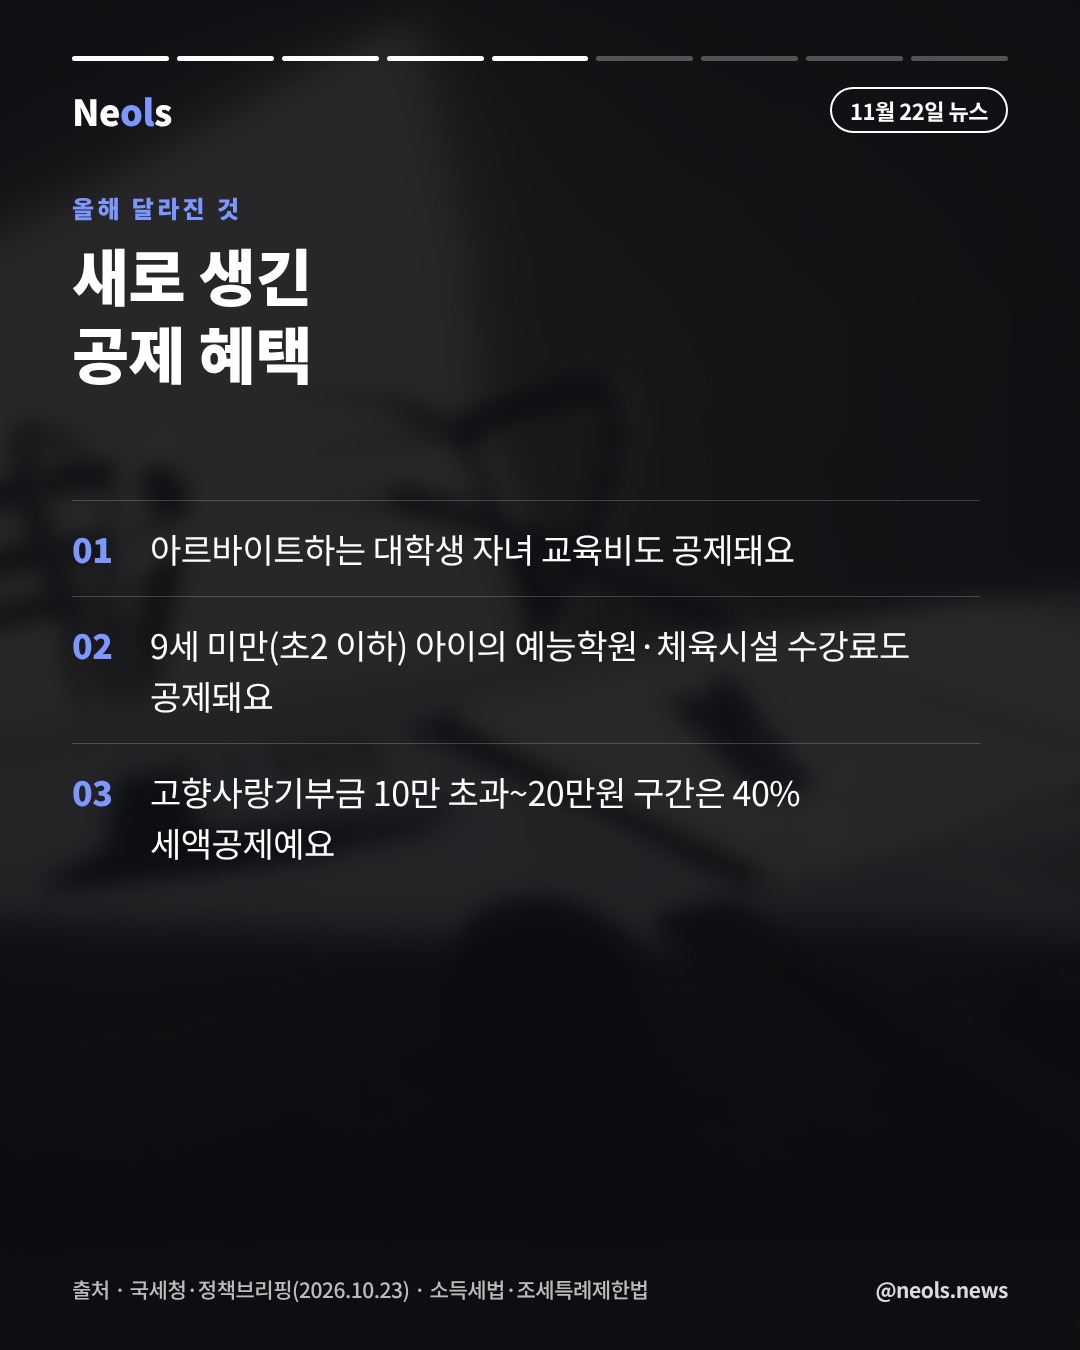 Neols
11월 22일 뉴스
올해 달라진 것
새로 생긴
공제 혜택
01 아르바이트하는 대학생 자녀 교육비도 공제돼요
02 9세 미만(초2 이하) 아이의 예능학원·체육시설 수강료도
공제돼요
03 고향사랑기부금 10만 초과~20만원 구간은 40%
세액공제예요
출처 · 국세청·정책브리핑(2026.10.23) · 소득세법·조세특례제한법
@neols.news